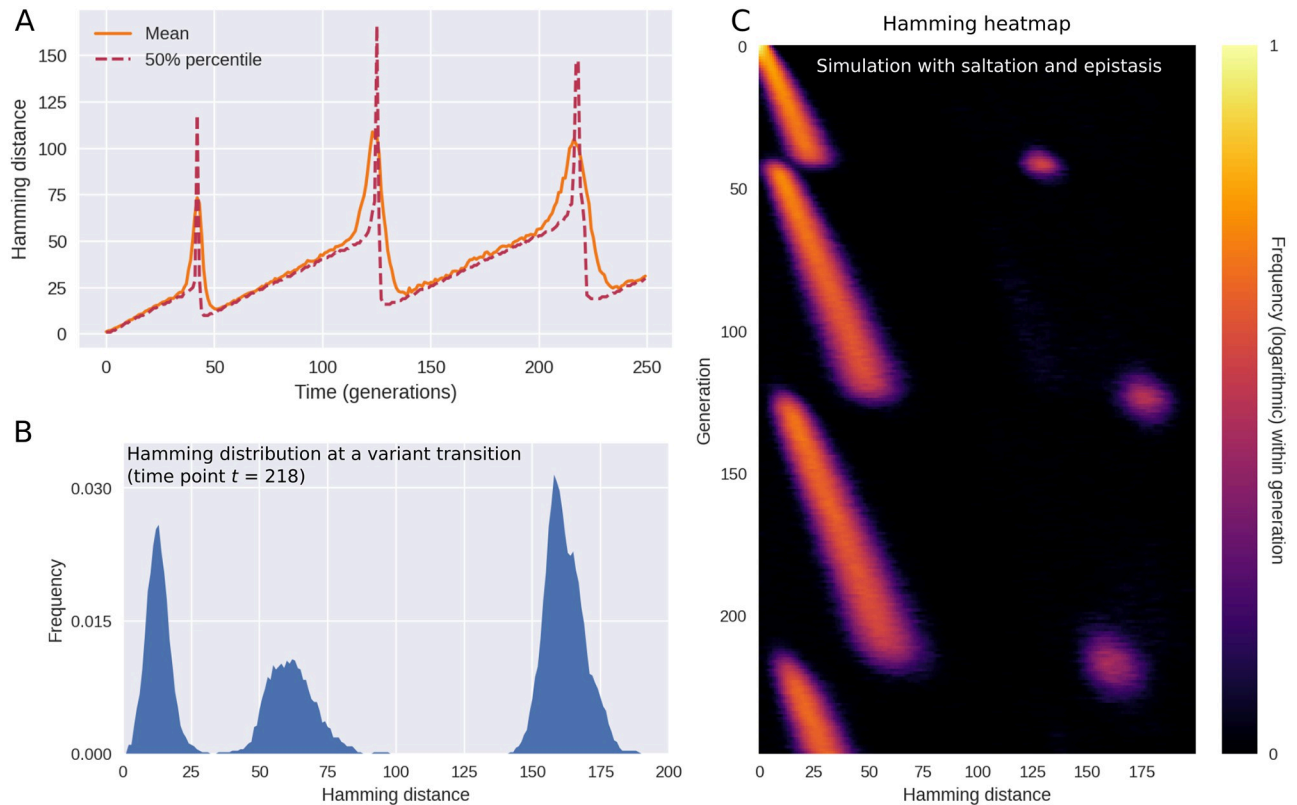 A
Mean
50% percentile
150
125
100
75
50
25
0
Hamming distance
0
50
100
150
200
250
Time (generations)
B
Hamming distribution at a variant transition
(time point t = 218)
0.030
0.015
0.000
Frequency
0
25
50
75
100
125
150
175
200
Hamming distance
C
Hamming heatmap
Simulation with saltation and epistasis
0
50
100
150
200
Generation
0
25
50
75
100
125
150
175
Hamming distance
1
0
Frequency (logarithmic) within generation